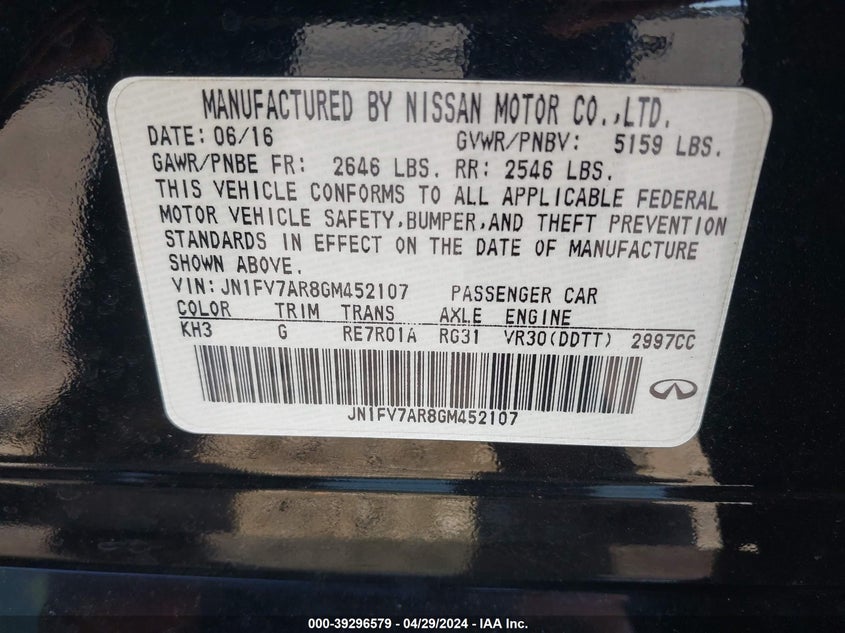 MANUFACTURED BY NISSAN MOTOR CO.,LTD.
DATE: 06/16 GVWR/PNBV: 5159 LBS.
GAWR/PNBE FR: 2646 LBS. RR: 2546 LBS.
THIS VEHICLE CONFORMS TO ALL APPLICABLE FEDERAL
MOTOR VEHICLE SAFETY,BUMPER,AND THEFT PREVENTION
STANDARDS IN EFFECT ON THE DATE OF MANUFACTURE
SHOWN ABOVE.
VIN: JN1FV7AR8GM452107 PASSENGER CAR
COLOR TRIM TRANS AXLE ENGINE
KH3 G RE7R01A RG31 VR30(DDTT) 2997CC
JN1FV7AR8GM452107
000-39296579 - 04/29/2024 - IAA Inc.